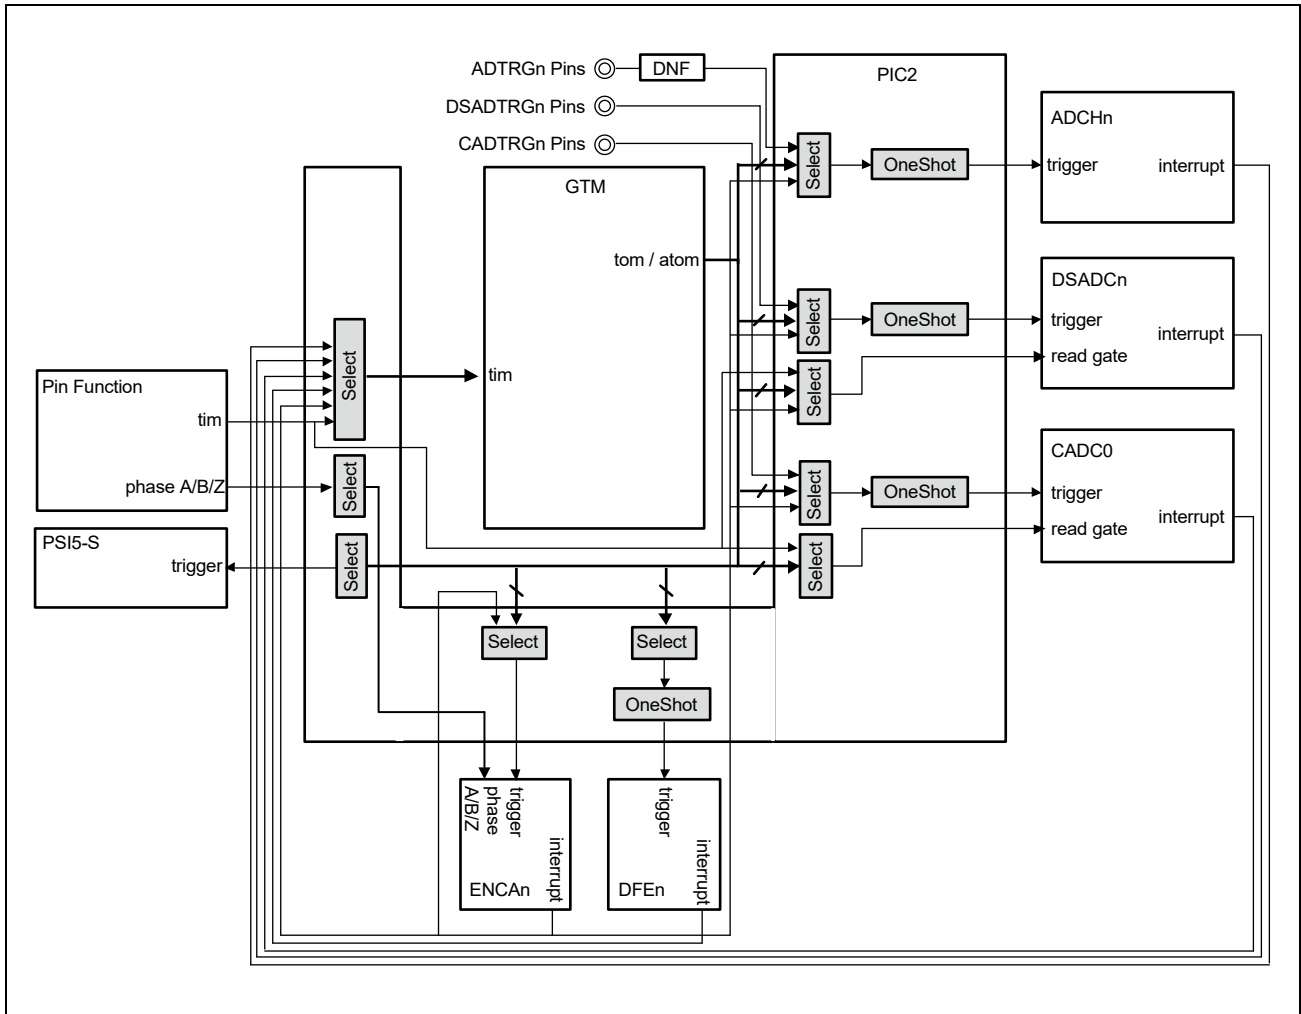 ADTRGn Pins
DNF
PIC2
DSADTRGn Pins
CADTRGn Pins
ADCHn
trigger
interrupt
Select
OneShot
GTM
tom / atom
DSADCn
trigger
interrupt
read gate
Select
OneShot
Select
Select
tim
Pin Function
tim
phase A/B/Z
Select
CADC0
trigger
interrupt
read gate
Select
OneShot
Select
PSI5-S
trigger
Select
Select
Select
OneShot
trigger
phase
A/B/Z
interrupt
ENCAn
trigger
interrupt
DFEn